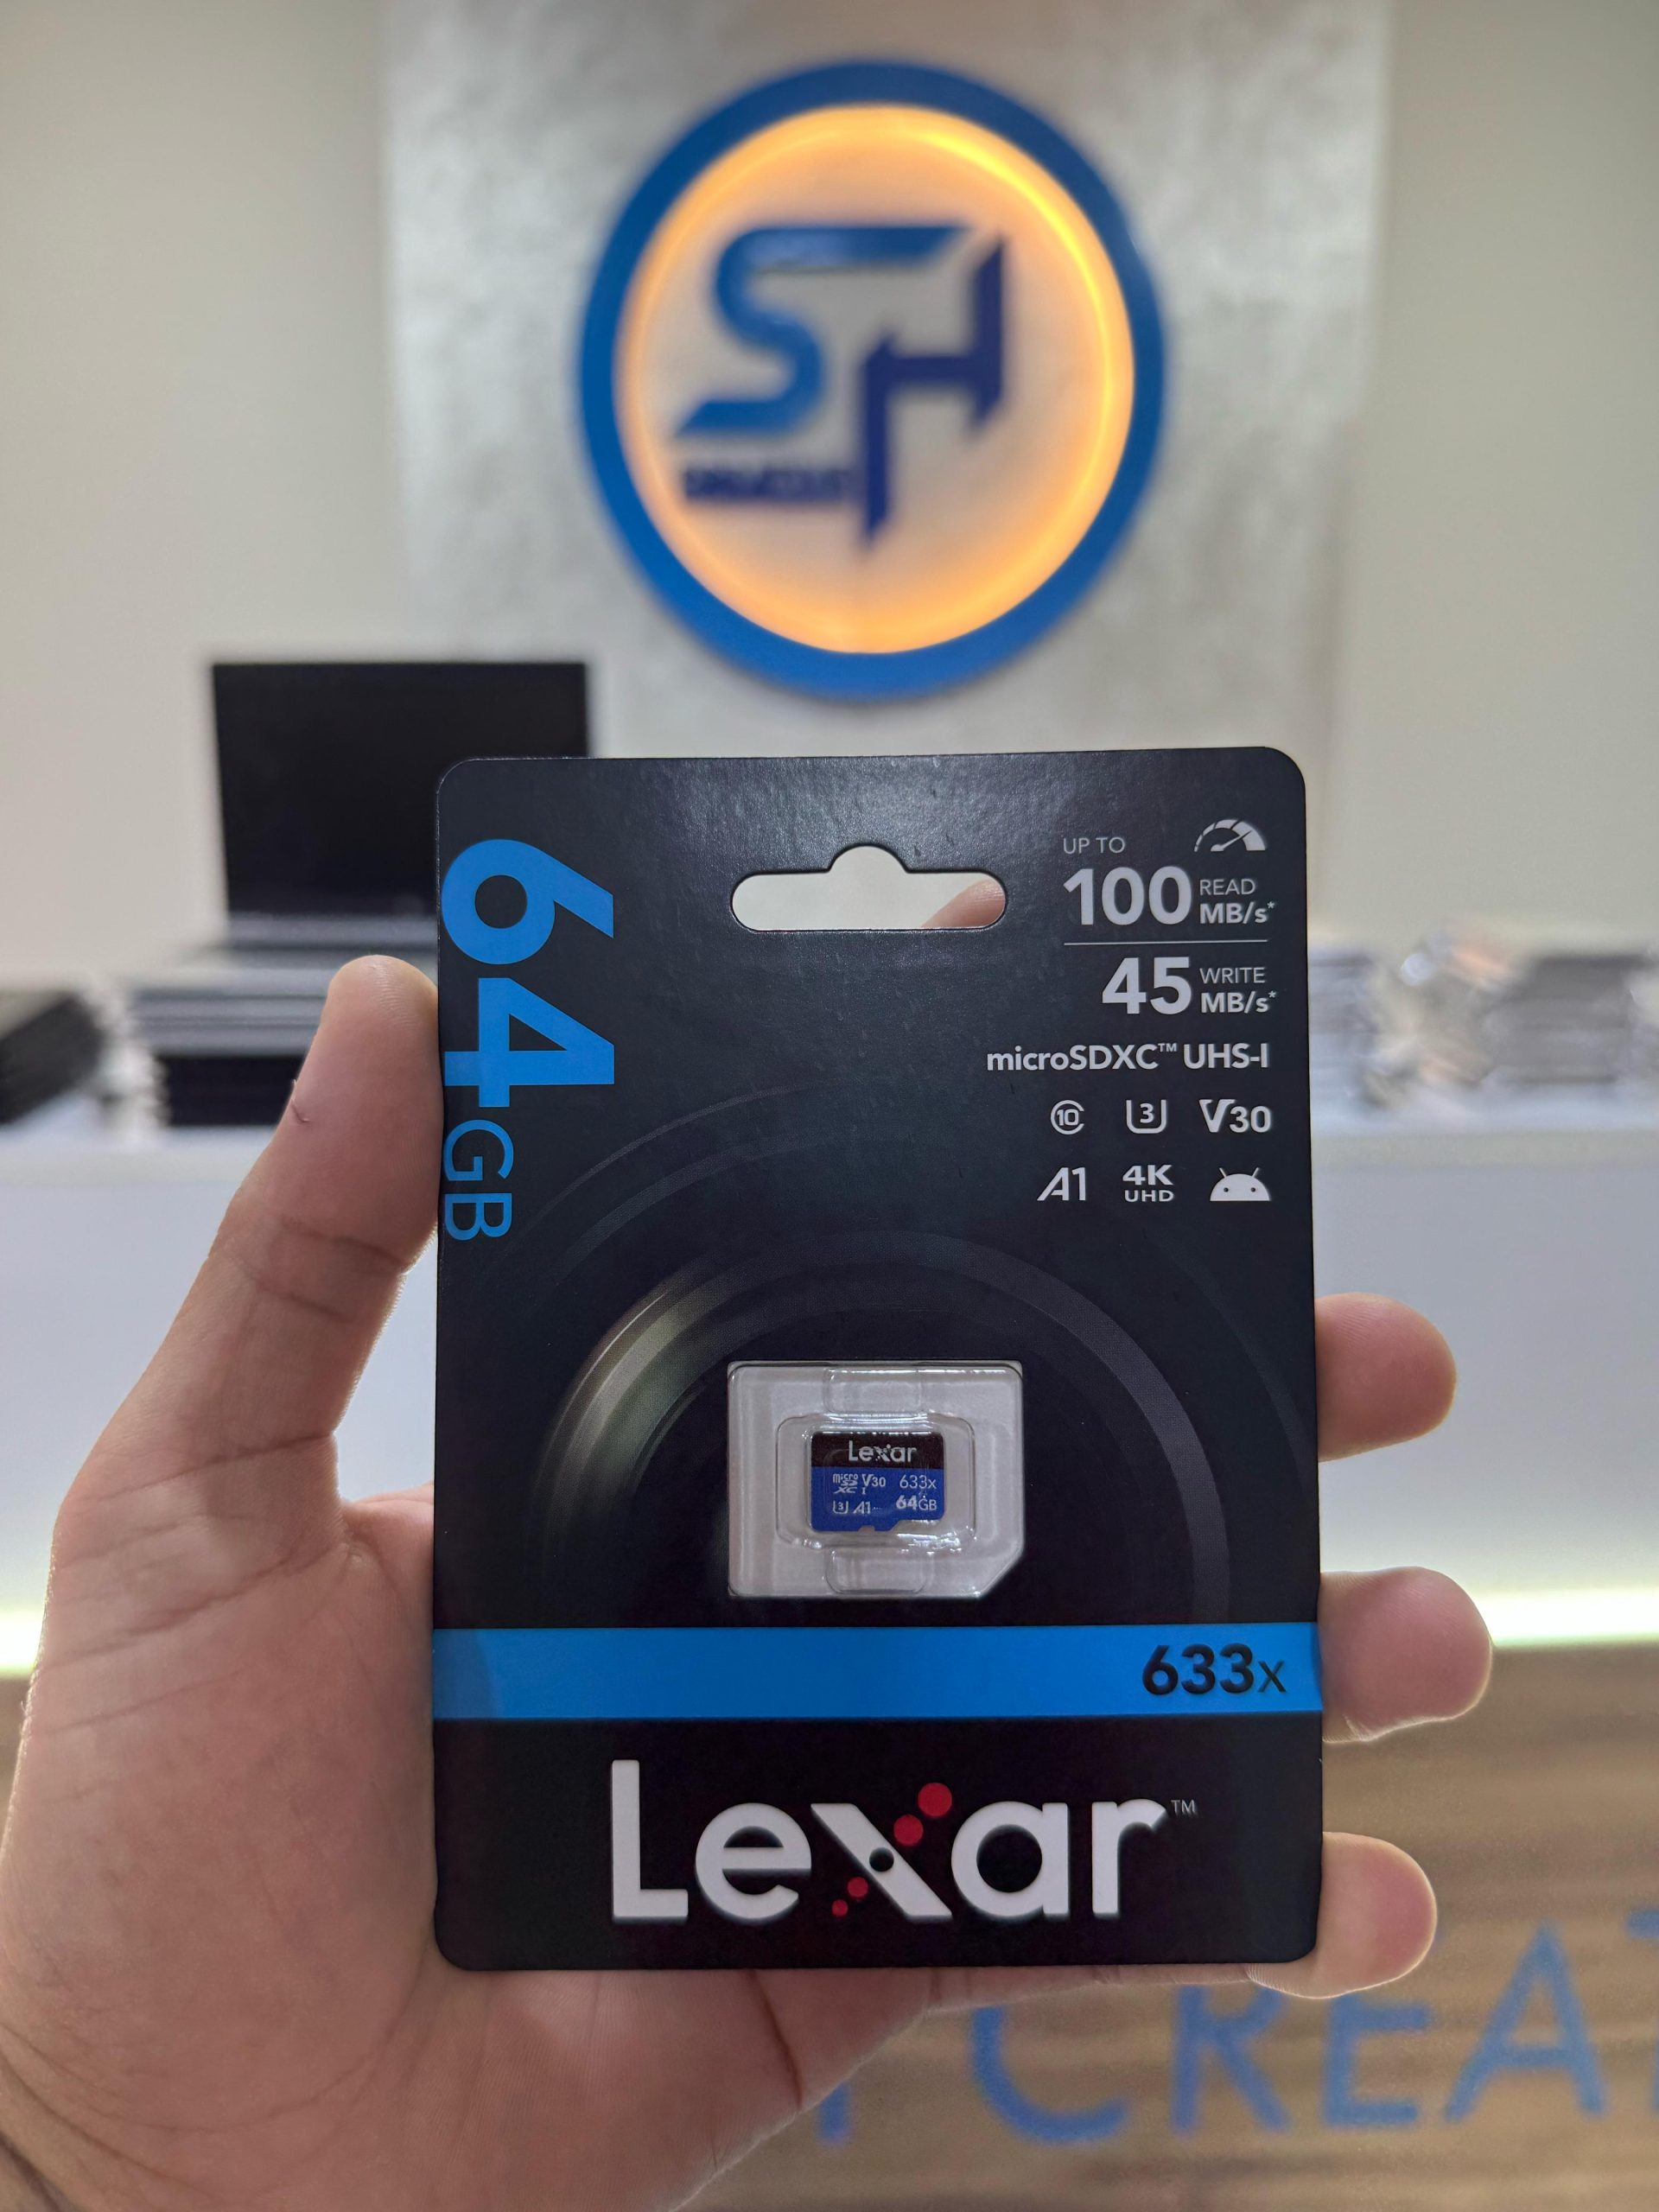 SH
64GB
UP TO
100 READ MB/s*
45 WRITE MB/s*
microSDXC™ UHS-I
10 3 V30
A1 4K UHD
Lexar
micro SD XC I V30 633x
3 A1 64GB
633x
Lexar™
CREAT